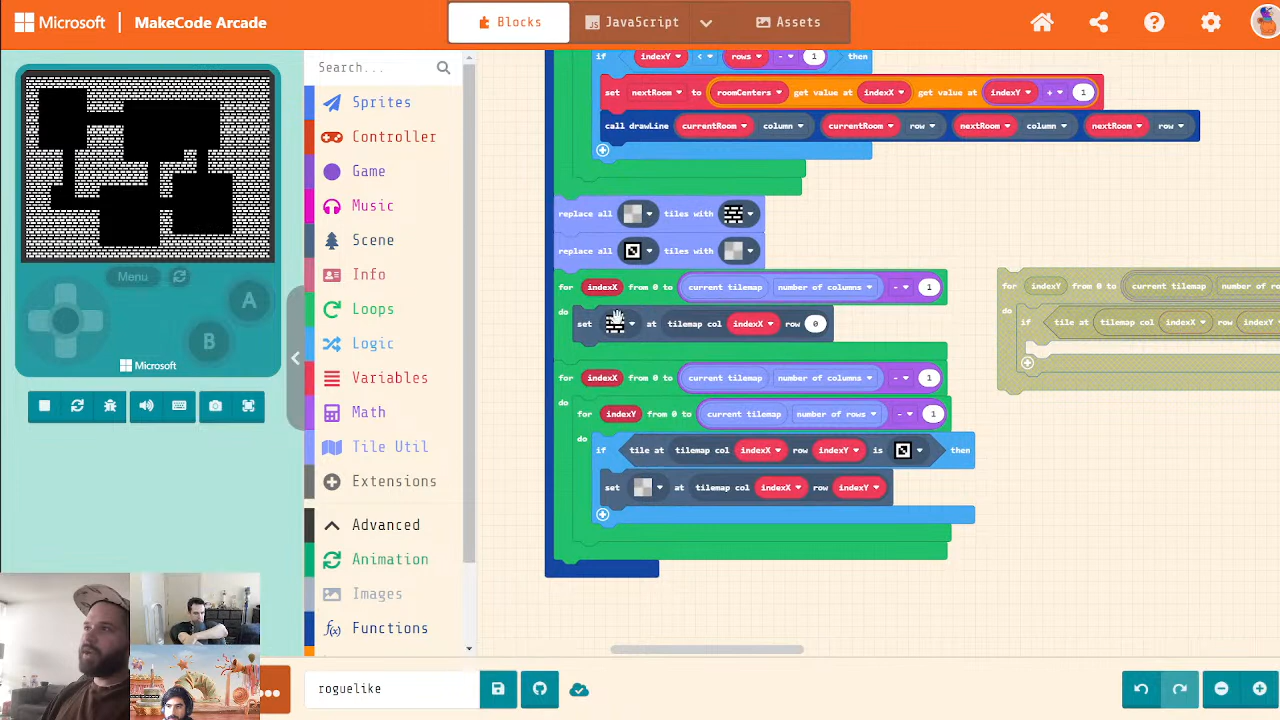 Microsoft | MakeCode Arcade
Blocks
JavaScript
Assets
Search...
Sprites
Controller
Game
Music
Scene
Info
Loops
Logic
Variables
Math
Tile Util
Extensions
Advanced
Animation
Images
Functions
Menu
A
B
Microsoft
if indexY < rows - 1 then
set nextRoom to roomCenters get value at indexX get value at indexY + 1
call drawLine currentRoom column currentRoom row nextRoom column nextRoom row
replace all tiles with
replace all tiles with
for indexX from 0 to current tilemap number of columns - 1
do
set at tilemap col indexX row 0
for indexX from 0 to current tilemap number of columns - 1
do
for indexY from 0 to current tilemap number of rows - 1
do
if tile at tilemap col indexX row indexY is then
set at tilemap col indexX row indexY
for indexY from 0 to current tilemap number
do
if tile at tilemap col indexX row indexY
roguelike